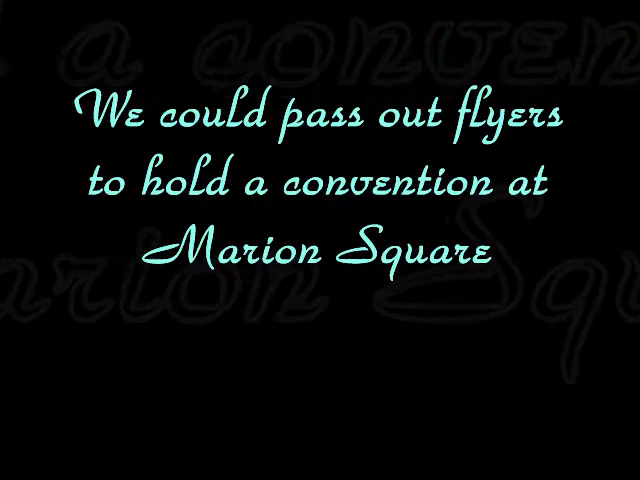 We could pass out flyers
to hold a convention at
Marion Square